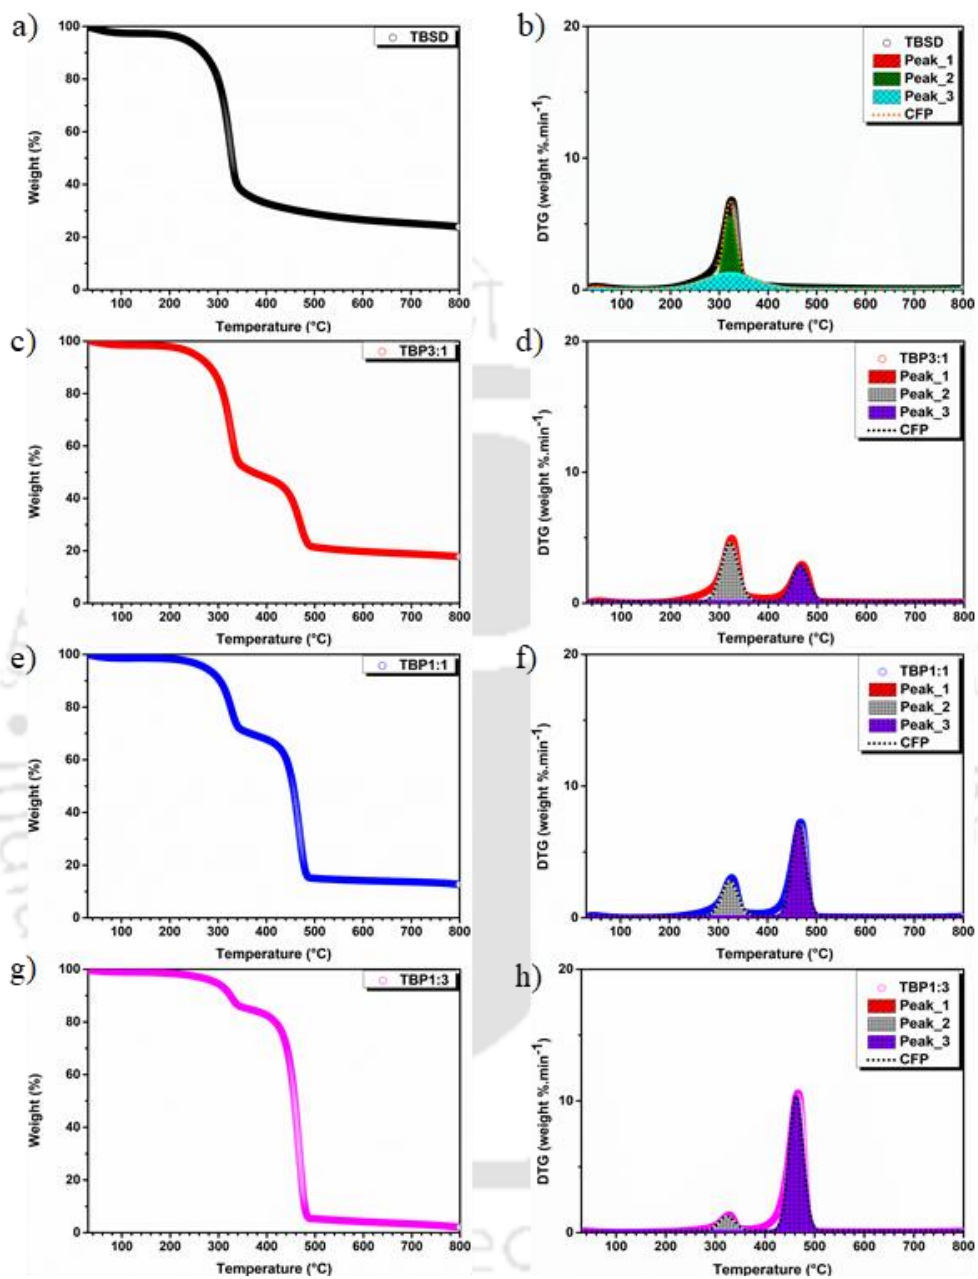 a)
100
80
60
40
20
0
Weight (%)
TBSD
100 200 300 400 500 600 700 800
Temperature (°C)
b)
20
10
0
DTG (weight %.min⁻¹)
TBSD
Peak_1
Peak_2
Peak_3
CFP
100 200 300 400 500 600 700 800
Temperature (°C)
c)
100
80
60
40
20
0
Weight (%)
TBP3:1
100 200 300 400 500 600 700 800
Temperature (°C)
d)
20
10
0
DTG (weight %.min⁻¹)
TBP3:1
Peak_1
Peak_2
Peak_3
CFP
100 200 300 400 500 600 700 800
Temperature (°C)
e)
100
80
60
40
20
0
Weight (%)
TBP1:1
100 200 300 400 500 600 700 800
Temperature (°C)
f)
20
10
0
DTG (weight %.min⁻¹)
TBP1:1
Peak_1
Peak_2
Peak_3
CFP
100 200 300 400 500 600 700 800
Temperature (°C)
g)
100
80
60
40
20
0
Weight (%)
TBP1:3
100 200 300 400 500 600 700 800
Temperature (°C)
h)
20
10
0
DTG (weight %.min⁻¹)
TBP1:3
Peak_1
Peak_2
Peak_3
CFP
100 200 300 400 500 600 700 800
Temperature (°C)